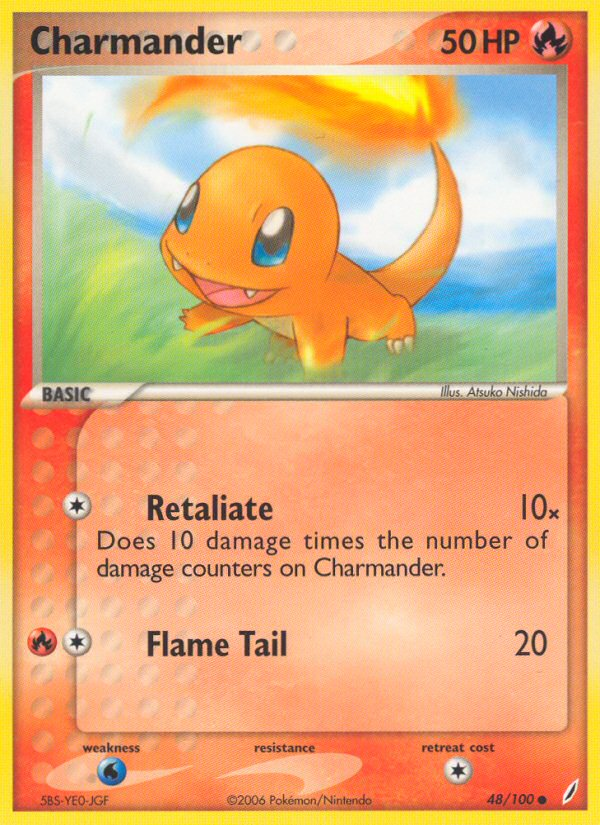 Charmander 50 HP
BASIC
Illus. Atsuko Nishida
Retaliate 10×
Does 10 damage times the number of
damage counters on Charmander.
Flame Tail 20
weakness resistance retreat cost
5BS-YE0-JGF ©2006 Pokémon/Nintendo 48/100 ●